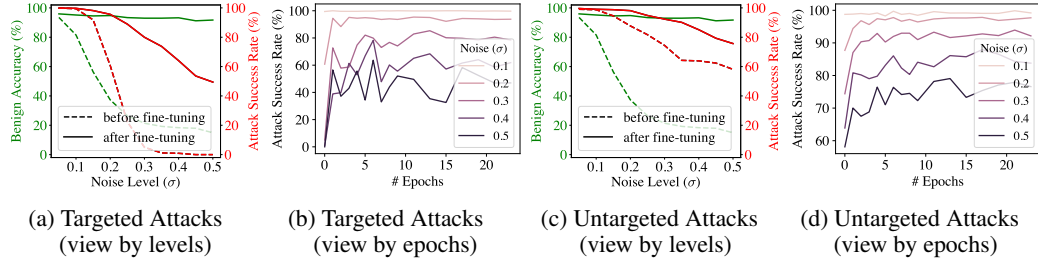 Benign Accuracy (%)
100
80
60
40
20
0
before fine-tuning
after fine-tuning
0.1
0.2
0.3
0.4
0.5
Noise Level (σ)
100
80
60
40
20
0
Attack Success Rate (%)
(a) Targeted Attacks
(view by levels)
Attack Success Rate (%)
100
80
60
40
20
0
Noise (σ)
0.1
0.2
0.3
0.4
0.5
0
5
10
15
20
# Epochs
(b) Targeted Attacks
(view by epochs)
Benign Accuracy (%)
100
80
60
40
20
0
before fine-tuning
after fine-tuning
0.1
0.2
0.3
0.4
0.5
Noise Level (σ)
100
80
60
40
20
0
Attack Success Rate (%)
(c) Untargeted Attacks
(view by levels)
Attack Success Rate (%)
100
90
80
70
60
Noise (σ)
0.1
0.2
0.3
0.4
0.5
0
5
10
15
20
# Epochs
(d) Untargeted Attacks
(view by epochs)